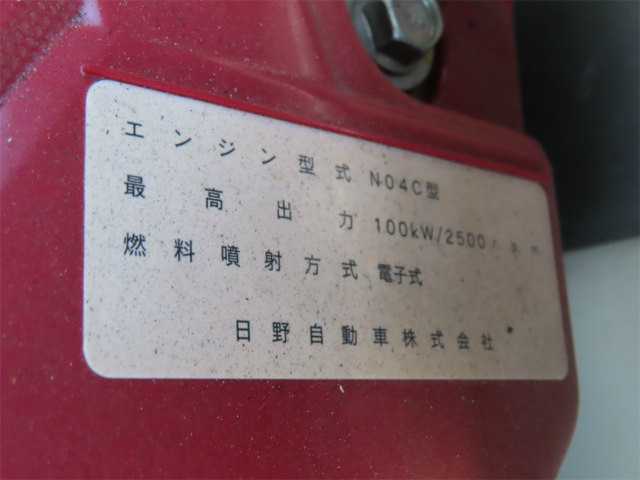 エンジン型式 N04C型
最高出力 100kW/2500r.p.m
燃料噴射方式 電子式
日野自動車株式会社